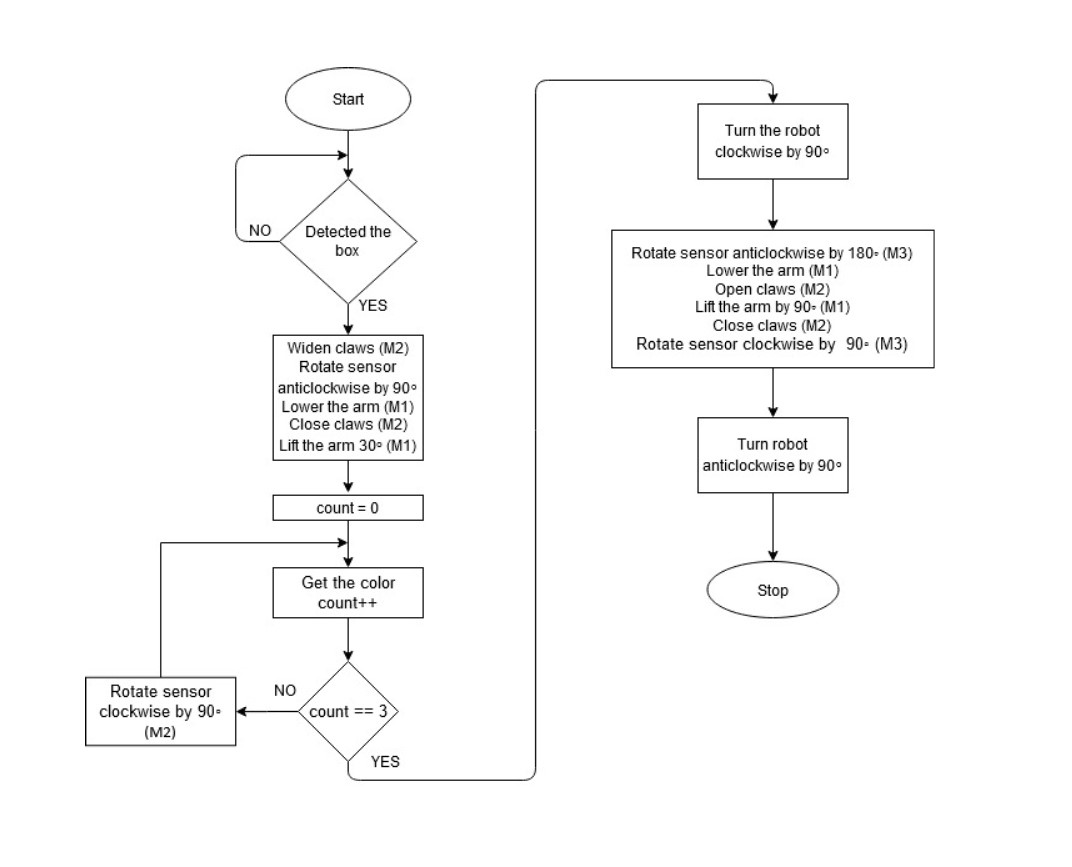 Start
NO
Detected the
box
YES
Widen claws (M2)
Rotate sensor
anticlockwise by 90∘
Lower the arm (M1)
Close claws (M2)
Lift the arm 30∘ (M1)
count = 0
Get the color
count++
count == 3
NO
Rotate sensor
clockwise by 90∘
(M2)
YES
Turn the robot
clockwise by 90∘
Rotate sensor anticlockwise by 180∘ (M3)
Lower the arm (M1)
Open claws (M2)
Lift the arm by 90∘ (M1)
Close claws (M2)
Rotate sensor clockwise by 90∘ (M3)
Turn robot
anticlockwise by 90∘
Stop